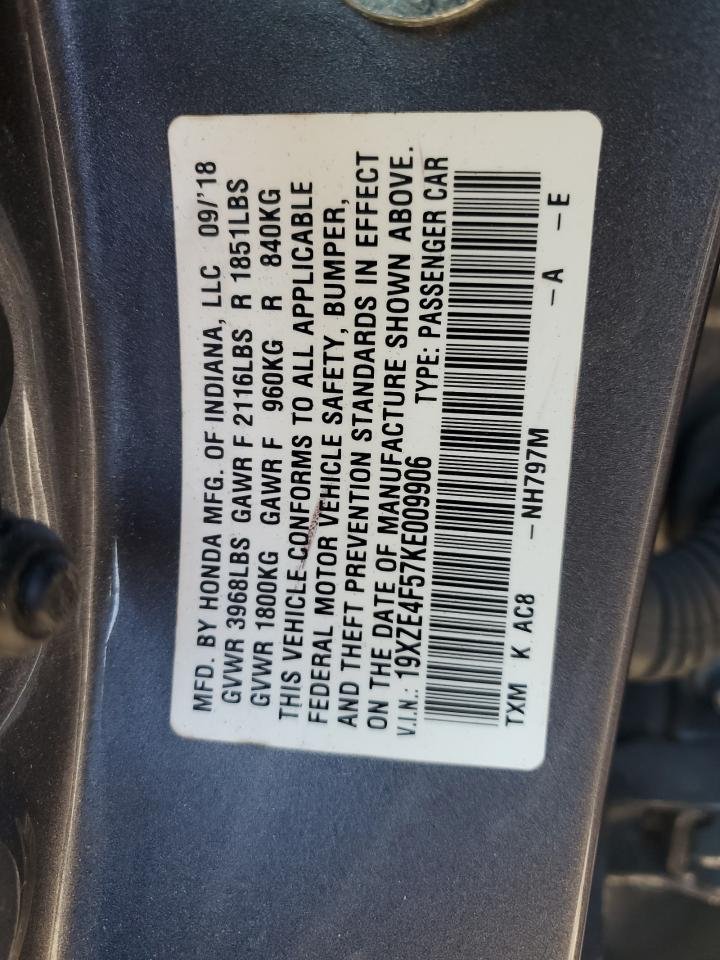 MFD. BY HONDA MFG. OF INDIANA, LLC 09/'18
GVWR 3968LBS GAWR F 2116LBS R 1851LBS
GVWR 1800KG GAWR F 960KG R 840KG
THIS VEHICLE CONFORMS TO ALL APPLICABLE
FEDERAL MOTOR VEHICLE SAFETY, BUMPER,
AND THEFT PREVENTION STANDARDS IN EFFECT
ON THE DATE OF MANUFACTURE SHOWN ABOVE.
V.I.N.: 19XZE4F57KE009906 TYPE: PASSENGER CAR
TXM K AC8 -NH797M -A -E